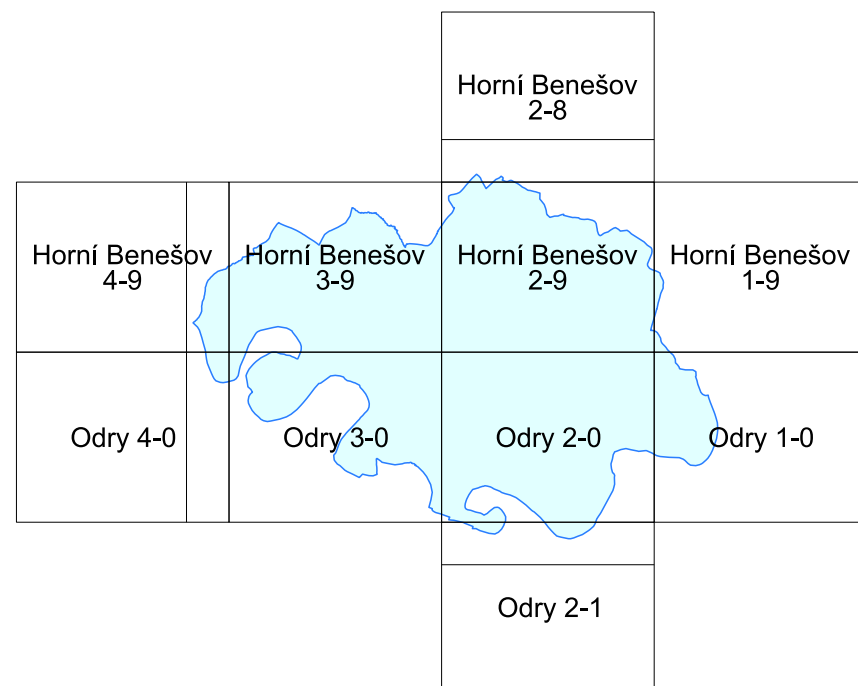 Horní Benešov
2-8
Horní Benešov
4-9
Horní Benešov
3-9
Horní Benešov
2-9
Horní Benešov
1-9
Odry 4-0
Odry 3-0
Odry 2-0
Odry 1-0
Odry 2-1